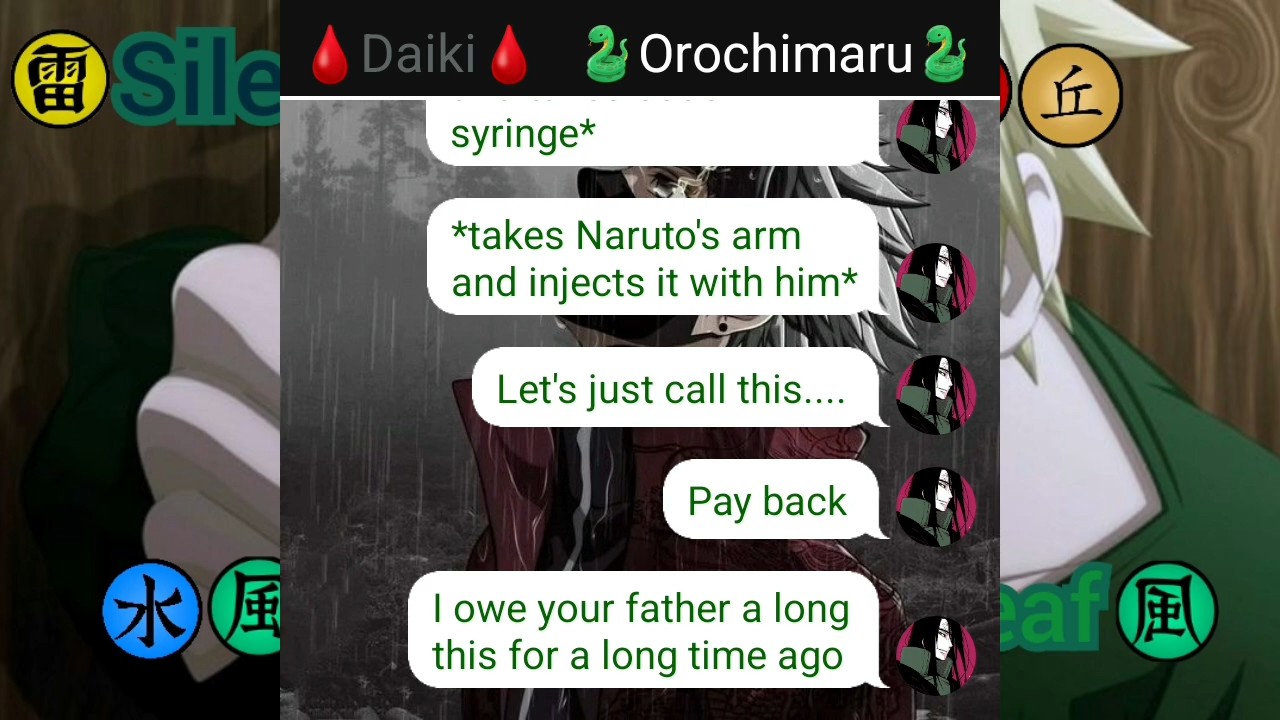 雷 Sile
🩸Daiki🩸 🐍Orochimaru🐍
丘
syringe*
*takes Naruto's arm
and injects it with him*
Let's just call this....
Pay back
I owe your father a long
this for a long time ago
水 風
eaf 風